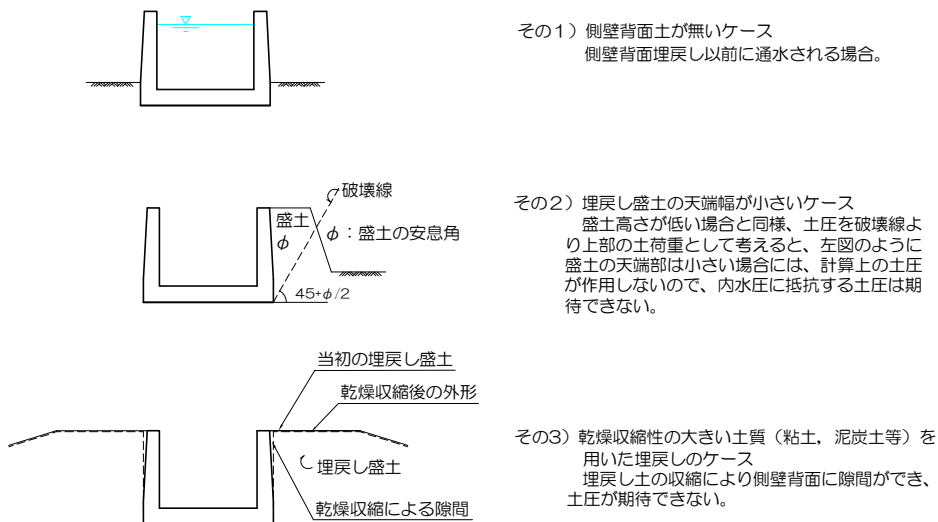 その1）側壁背面土が無いケース
側壁背面埋戻し以前に通水される場合。
破壊線
盛土
φ
φ：盛土の安息角
45+φ/2
その2）埋戻し盛土の天端幅が小さいケース
盛土高さが低い場合と同様、土圧を破壊線よ
り上部の土荷重として考えると、左図のように
盛土の天端部は小さい場合には、計算上の土圧
が作用しないので、内水圧に抵抗する土圧は期
待できない。
当初の埋戻し盛土
乾燥収縮後の外形
埋戻し盛土
乾燥収縮による隙間
その3）乾燥収縮性の大きい土質（粘土，泥炭土等）を
用いた埋戻しのケース
埋戻し土の収縮により側壁背面に隙間ができ、
土圧が期待できない。